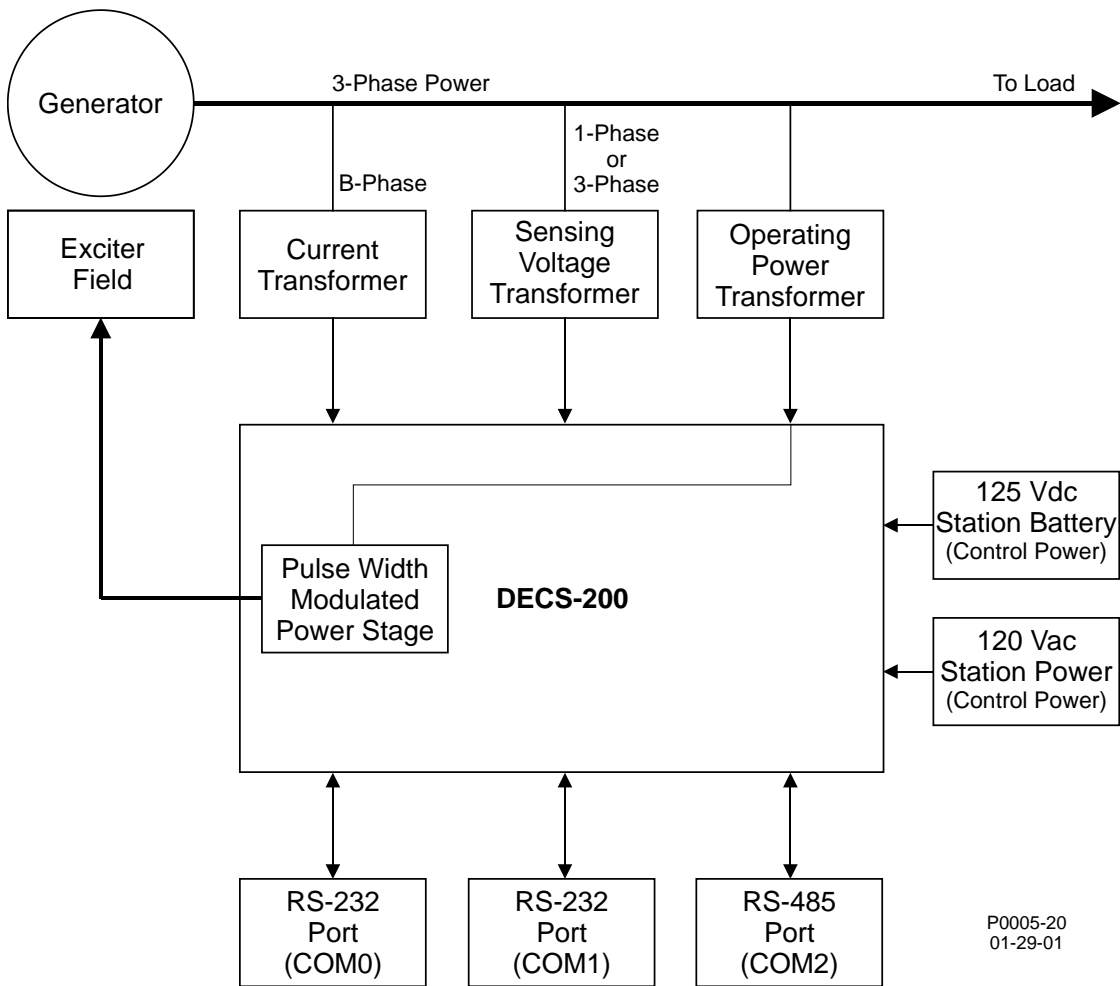 3-Phase Power
To Load
Generator
1-Phase
or
3-Phase
B-Phase
Exciter
Field
Current
Transformer
Sensing
Voltage
Transformer
Operating
Power
Transformer
125 Vdc
Station Battery
(Control Power)
Pulse Width
Modulated
Power Stage
DECS-200
120 Vac
Station Power
(Control Power)
RS-232
Port
(COM0)
RS-232
Port
(COM1)
RS-485
Port
(COM2)
P0005-20
01-29-01